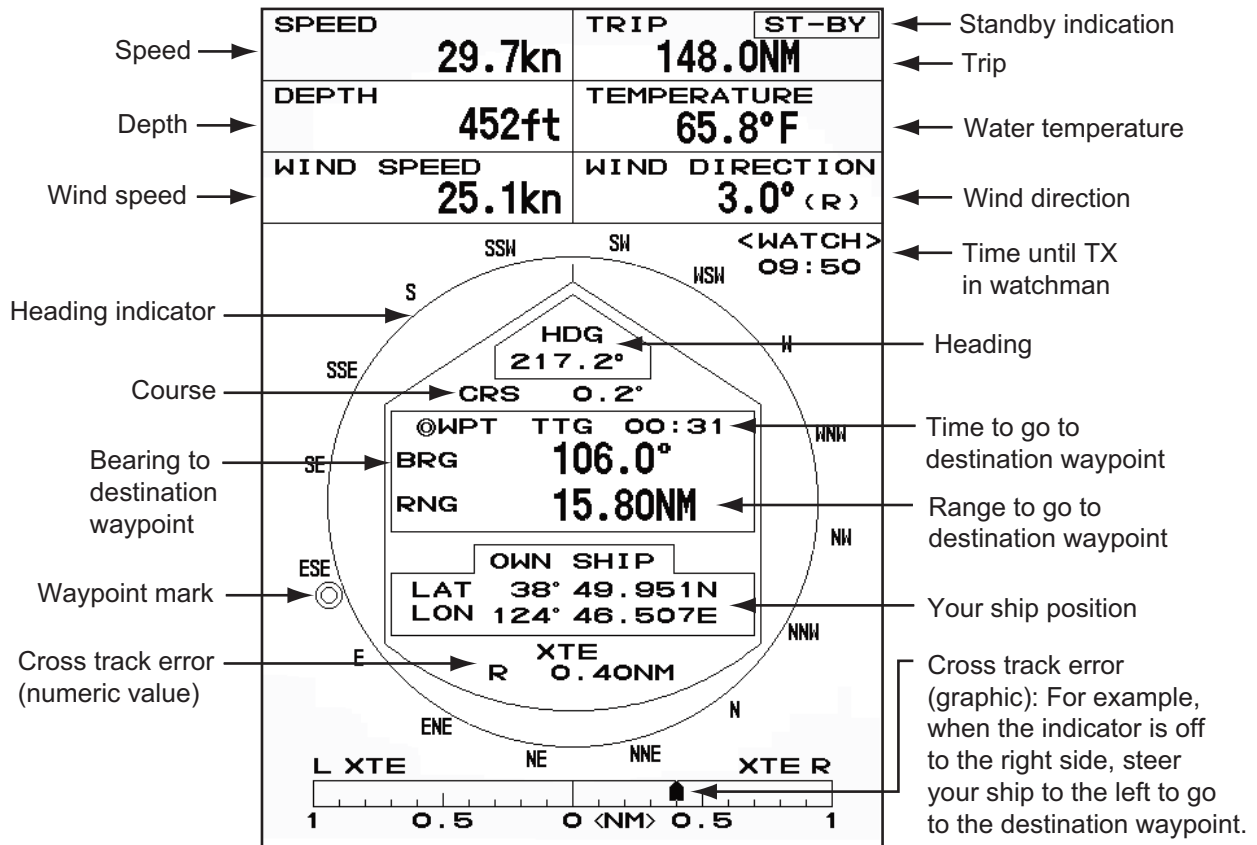 SPEED
29.7kn
TRIP
ST-BY
148.0NM
DEPTH
452ft
TEMPERATURE
65.8°F
WIND SPEED
25.1kn
WIND DIRECTION
3.0° (R)
<WATCH>
09:50
SSW
SW
WSW
S
W
SSE
WNW
SE
NW
ESE
NNW
E
N
ENE
NE
NNE
HDG
217.2°
CRS 0.2°
◎WPT TTG 00:31
BRG 106.0°
RNG 15.80NM
OWN SHIP
LAT 38° 49.951N
LON 124° 46.507E
XTE
R 0.40NM
L XTE
XTE R
1 0.5 0 <NM> 0.5 1
Speed
Depth
Wind speed
Heading indicator
Course
Bearing to
destination
waypoint
Waypoint mark
Cross track error
(numeric value)
Standby indication
Trip
Water temperature
Wind direction
Time until TX
in watchman
Heading
Time to go to
destination waypoint
Range to go to
destination waypoint
Your ship position
Cross track error
(graphic): For example,
when the indicator is off
to the right side, steer
your ship to the left to go
to the destination waypoint.